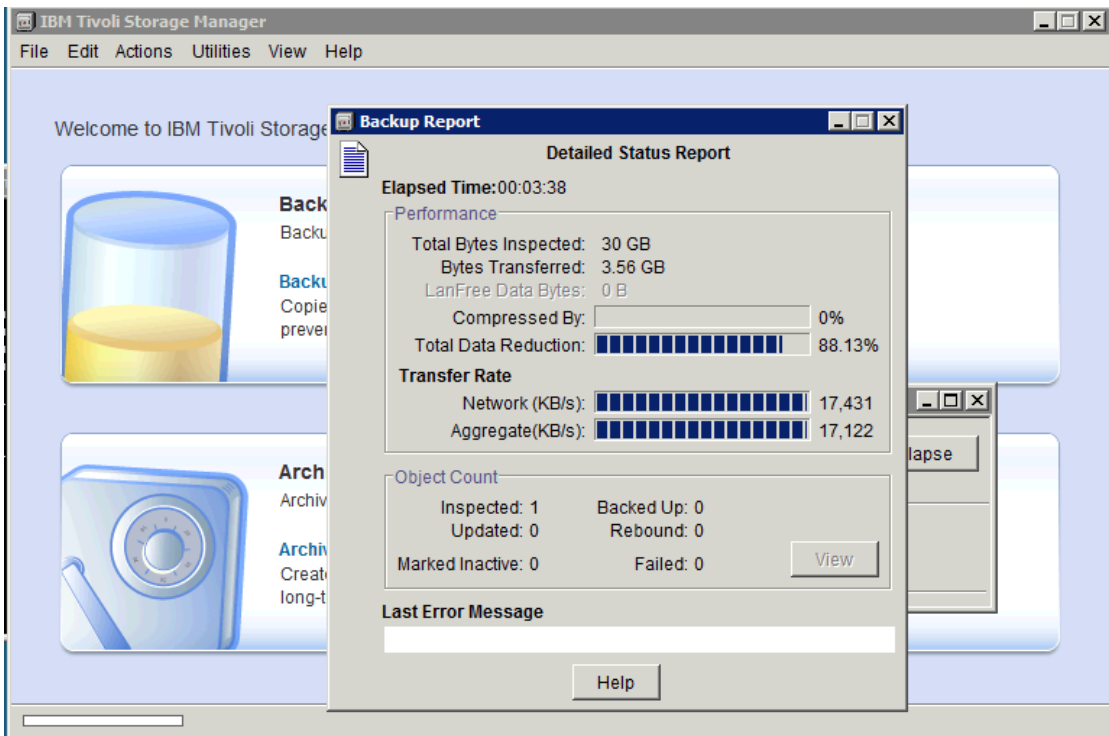 IBM Tivoli Storage Manager
File Edit Actions Utilities View Help
Welcome to IBM Tivoli Storage
Back
Backu
Backu
Copie
preve
Arch
Archiv
Archiv
Creat
long-t
Backup Report
Detailed Status Report
Elapsed Time:00:03:38
Performance
Total Bytes Inspected: 30 GB
Bytes Transferred: 3.56 GB
LanFree Data Bytes: 0 B
Compressed By: 0%
Total Data Reduction: 88.13%
Transfer Rate
Network (KB/s): 17,431
Aggregate(KB/s): 17,122
Object Count
Inspected: 1 Backed Up: 0
Updated: 0 Rebound: 0
Marked Inactive: 0 Failed: 0 View
Last Error Message
Help
lapse